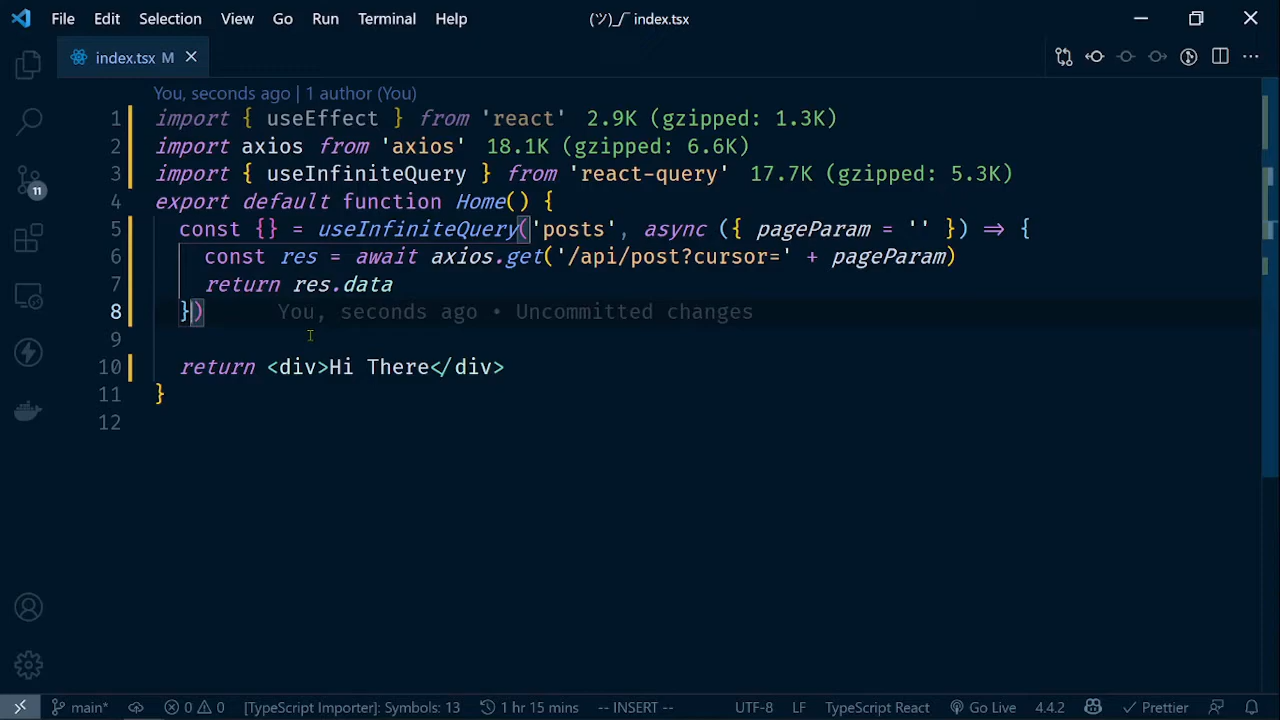 File Edit Selection View Go Run Terminal Help (ツ)_/¯ index.tsx
index.tsx M
You, seconds ago | 1 author (You)
1 import { useEffect } from 'react' 2.9K (gzipped: 1.3K)
2 import axios from 'axios' 18.1K (gzipped: 6.6K)
3 import { useInfiniteQuery } from 'react-query' 17.7K (gzipped: 5.3K)
4 export default function Home() {
5 const {} = useInfiniteQuery('posts', async ({ pageParam = '' }) => {
6 const res = await axios.get('/api/post?cursor=' + pageParam)
7 return res.data
8 }) You, seconds ago • Uncommitted changes
9
10 return <div>Hi There</div>
11 }
12
11
main* 0 0 [TypeScript Importer]: Symbols: 13 1 hr 15 mins -- INSERT -- UTF-8 LF TypeScript React Go Live 4.4.2 Prettier